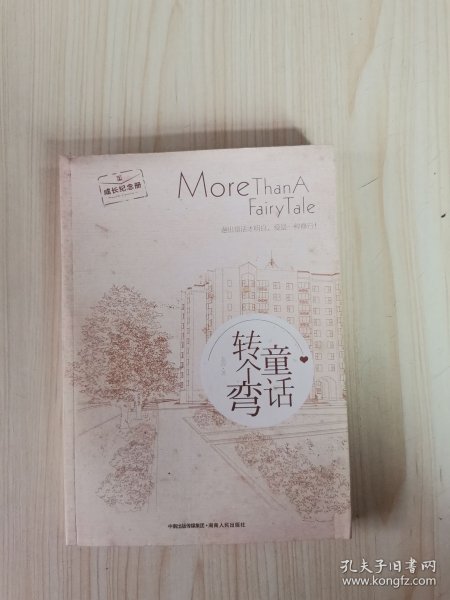 成长纪念册
More Than A
Fairy Tale
童话
转个弯
中南出版传媒集团·湖南人民出版社
孔夫子旧书网
www.kongfz.com